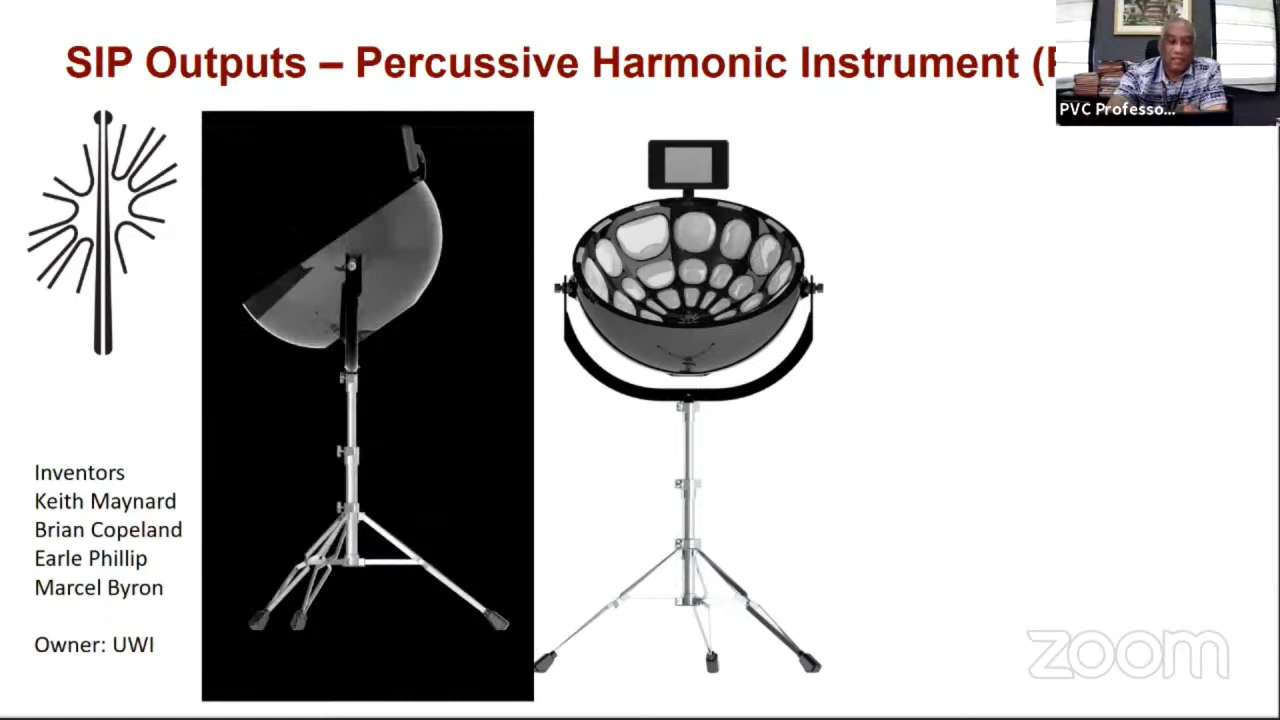 SIP Outputs – Percussive Harmonic Instrument (
PVC Professo...
Inventors
Keith Maynard
Brian Copeland
Earle Phillip
Marcel Byron
Owner: UWI
zoom